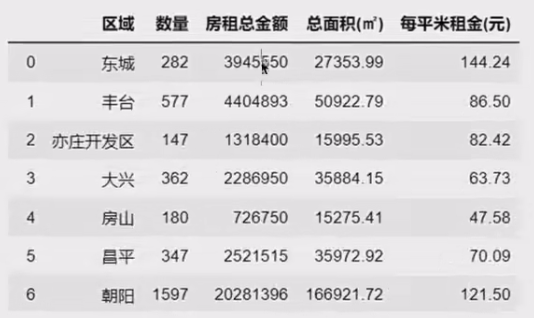 区域 数量 房租总金额 总面积(㎡) 每平米租金(元)
0 东城 282 3945550 27353.99 144.24
1 丰台 577 4404893 50922.79 86.50
2 亦庄开发区 147 1318400 15995.53 82.42
3 大兴 362 2286950 35884.15 63.73
4 房山 180 726750 15275.41 47.58
5 昌平 347 2521515 35972.92 70.09
6 朝阳 1597 20281396 166921.72 121.50